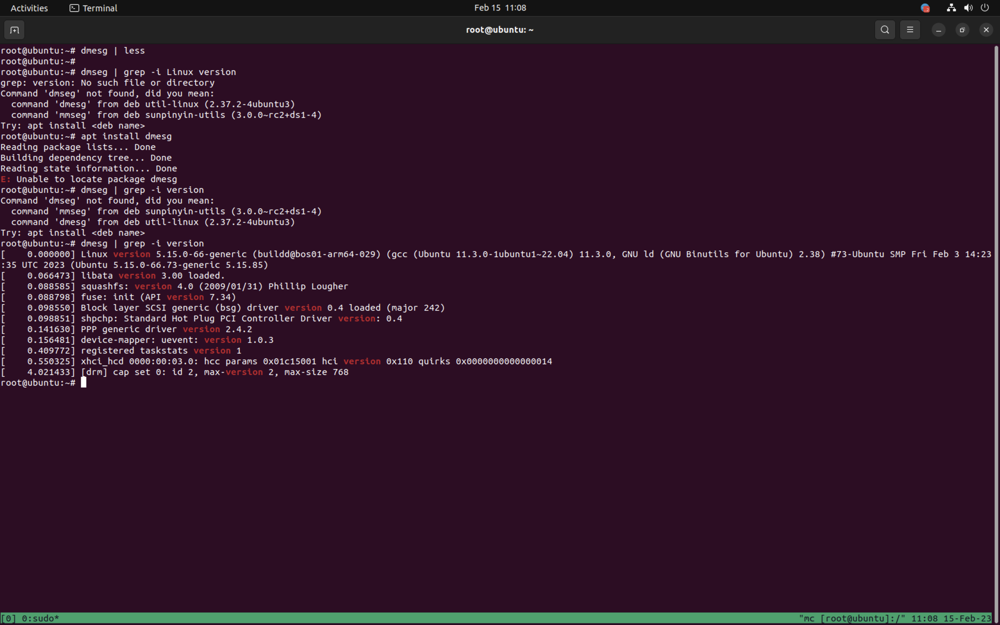 Activities Terminal Feb 15 11:08
root@ubuntu: ~
root@ubuntu:~# dmesg | less
root@ubuntu:~#
root@ubuntu:~# dmseg | grep -i Linux version
grep: version: No such file or directory
Command 'dmseg' not found, did you mean:
  command 'dmesg' from deb util-linux (2.37.2-4ubuntu3)
  command 'mmseg' from deb sunpinyin-utils (3.0.0~rc2+ds1-4)
Try: apt install <deb name>
root@ubuntu:~# apt install dmesg
Reading package lists... Done
Building dependency tree... Done
Reading state information... Done
E: Unable to locate package dmesg
root@ubuntu:~# dmseg | grep -i version
Command 'dmseg' not found, did you mean:
  command 'mmseg' from deb sunpinyin-utils (3.0.0~rc2+ds1-4)
  command 'dmesg' from deb util-linux (2.37.2-4ubuntu3)
Try: apt install <deb name>
root@ubuntu:~# dmesg | grep -i version
[    0.000000] Linux version 5.15.0-66-generic (buildd@bos01-arm64-029) (gcc (Ubuntu 11.3.0-1ubuntu1~22.04) 11.3.0, GNU ld (GNU Binutils for Ubuntu) 2.38) #73-Ubuntu SMP Fri Feb 3 14:23
:35 UTC 2023 (Ubuntu 5.15.0-66.73-generic 5.15.85)
[    0.066473] libata version 3.00 loaded.
[    0.088585] squashfs: version 4.0 (2009/01/31) Phillip Lougher
[    0.088798] fuse: init (API version 7.34)
[    0.098550] Block layer SCSI generic (bsg) driver version 0.4 loaded (major 242)
[    0.098851] shpchp: Standard Hot Plug PCI Controller Driver version: 0.4
[    0.141630] PPP generic driver version 2.4.2
[    0.156481] device-mapper: uevent: version 1.0.3
[    0.409772] registered taskstats version 1
[    0.550325] xhci_hcd 0000:00:03.0: hcc params 0x01c15001 hci version 0x110 quirks 0x0000000000000014
[    4.021433] [drm] cap set 0: id 2, max-version 2, max-size 768
root@ubuntu:~#
[0] 0:sudo* "mc [root@ubuntu]:/" 11:08 15-Feb-23